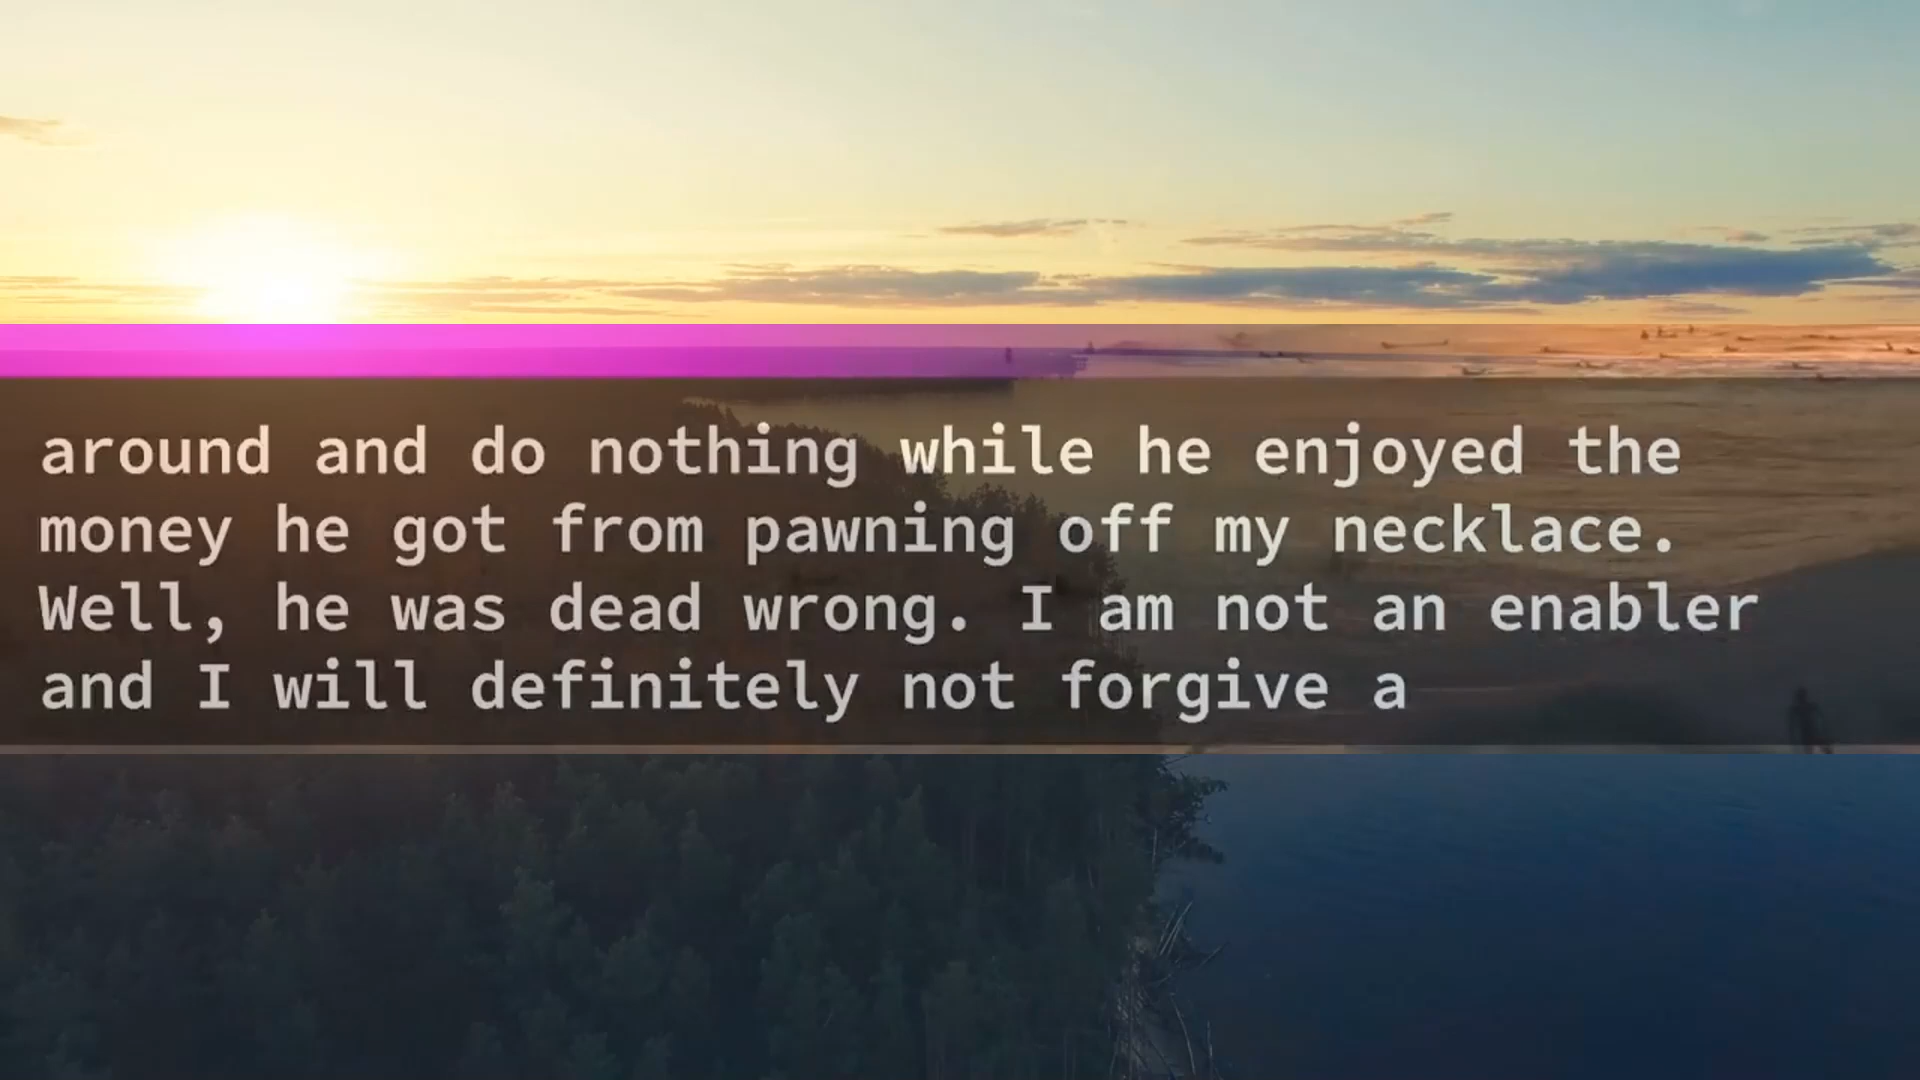 around and do nothing while he enjoyed the
money he got from pawning off my necklace.
Well, he was dead wrong. I am not an enabler
and I will definitely not forgive a